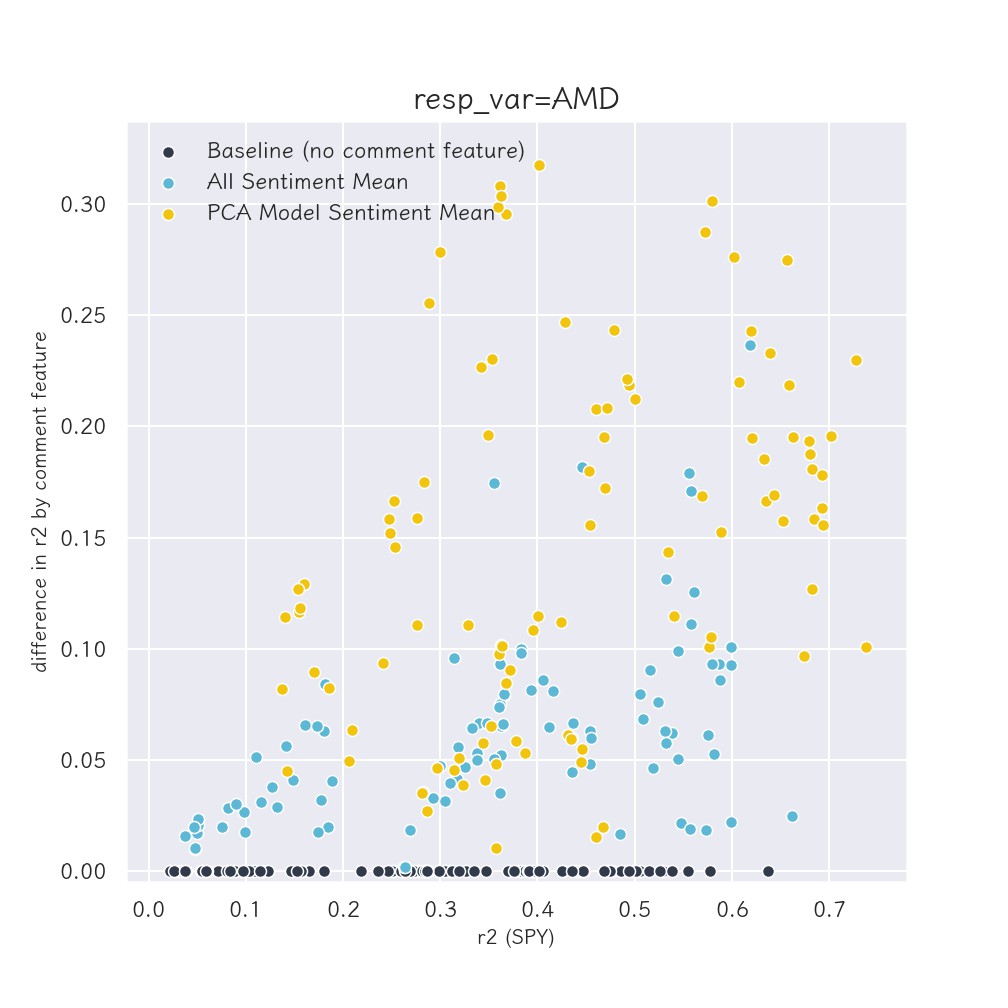 resp_var=AMD
Baseline (no comment feature)
All Sentiment Mean
PCA Model Sentiment Mean
difference in r2 by comment feature
0.30
0.25
0.20
0.15
0.10
0.05
0.00
0.0 0.1 0.2 0.3 0.4 0.5 0.6 0.7
r2 (SPY)